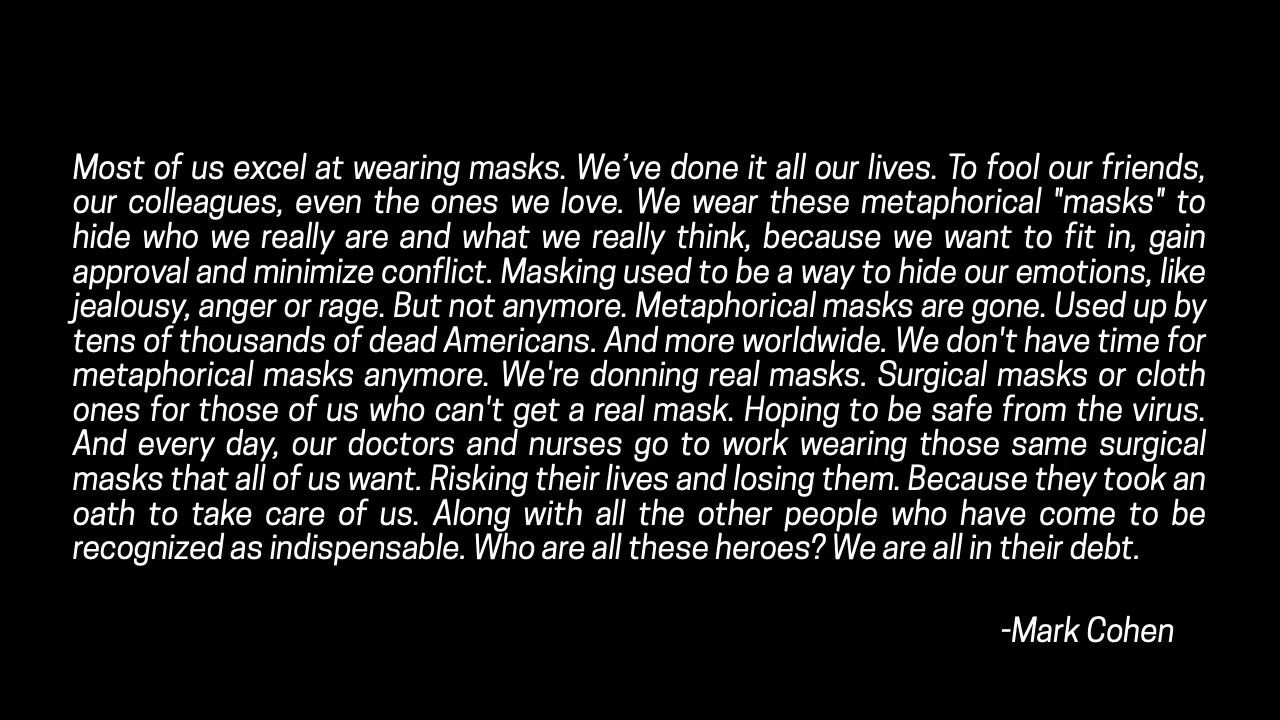 Most of us excel at wearing masks. We’ve done it all our lives. To fool our friends,
our colleagues, even the ones we love. We wear these metaphorical "masks" to
hide who we really are and what we really think, because we want to fit in, gain
approval and minimize conflict. Masking used to be a way to hide our emotions, like
jealousy, anger or rage. But not anymore. Metaphorical masks are gone. Used up by
tens of thousands of dead Americans. And more worldwide. We don't have time for
metaphorical masks anymore. We're donning real masks. Surgical masks or cloth
ones for those of us who can't get a real mask. Hoping to be safe from the virus.
And every day, our doctors and nurses go to work wearing those same surgical
masks that all of us want. Risking their lives and losing them. Because they took an
oath to take care of us. Along with all the other people who have come to be
recognized as indispensable. Who are all these heroes? We are all in their debt.
-Mark Cohen